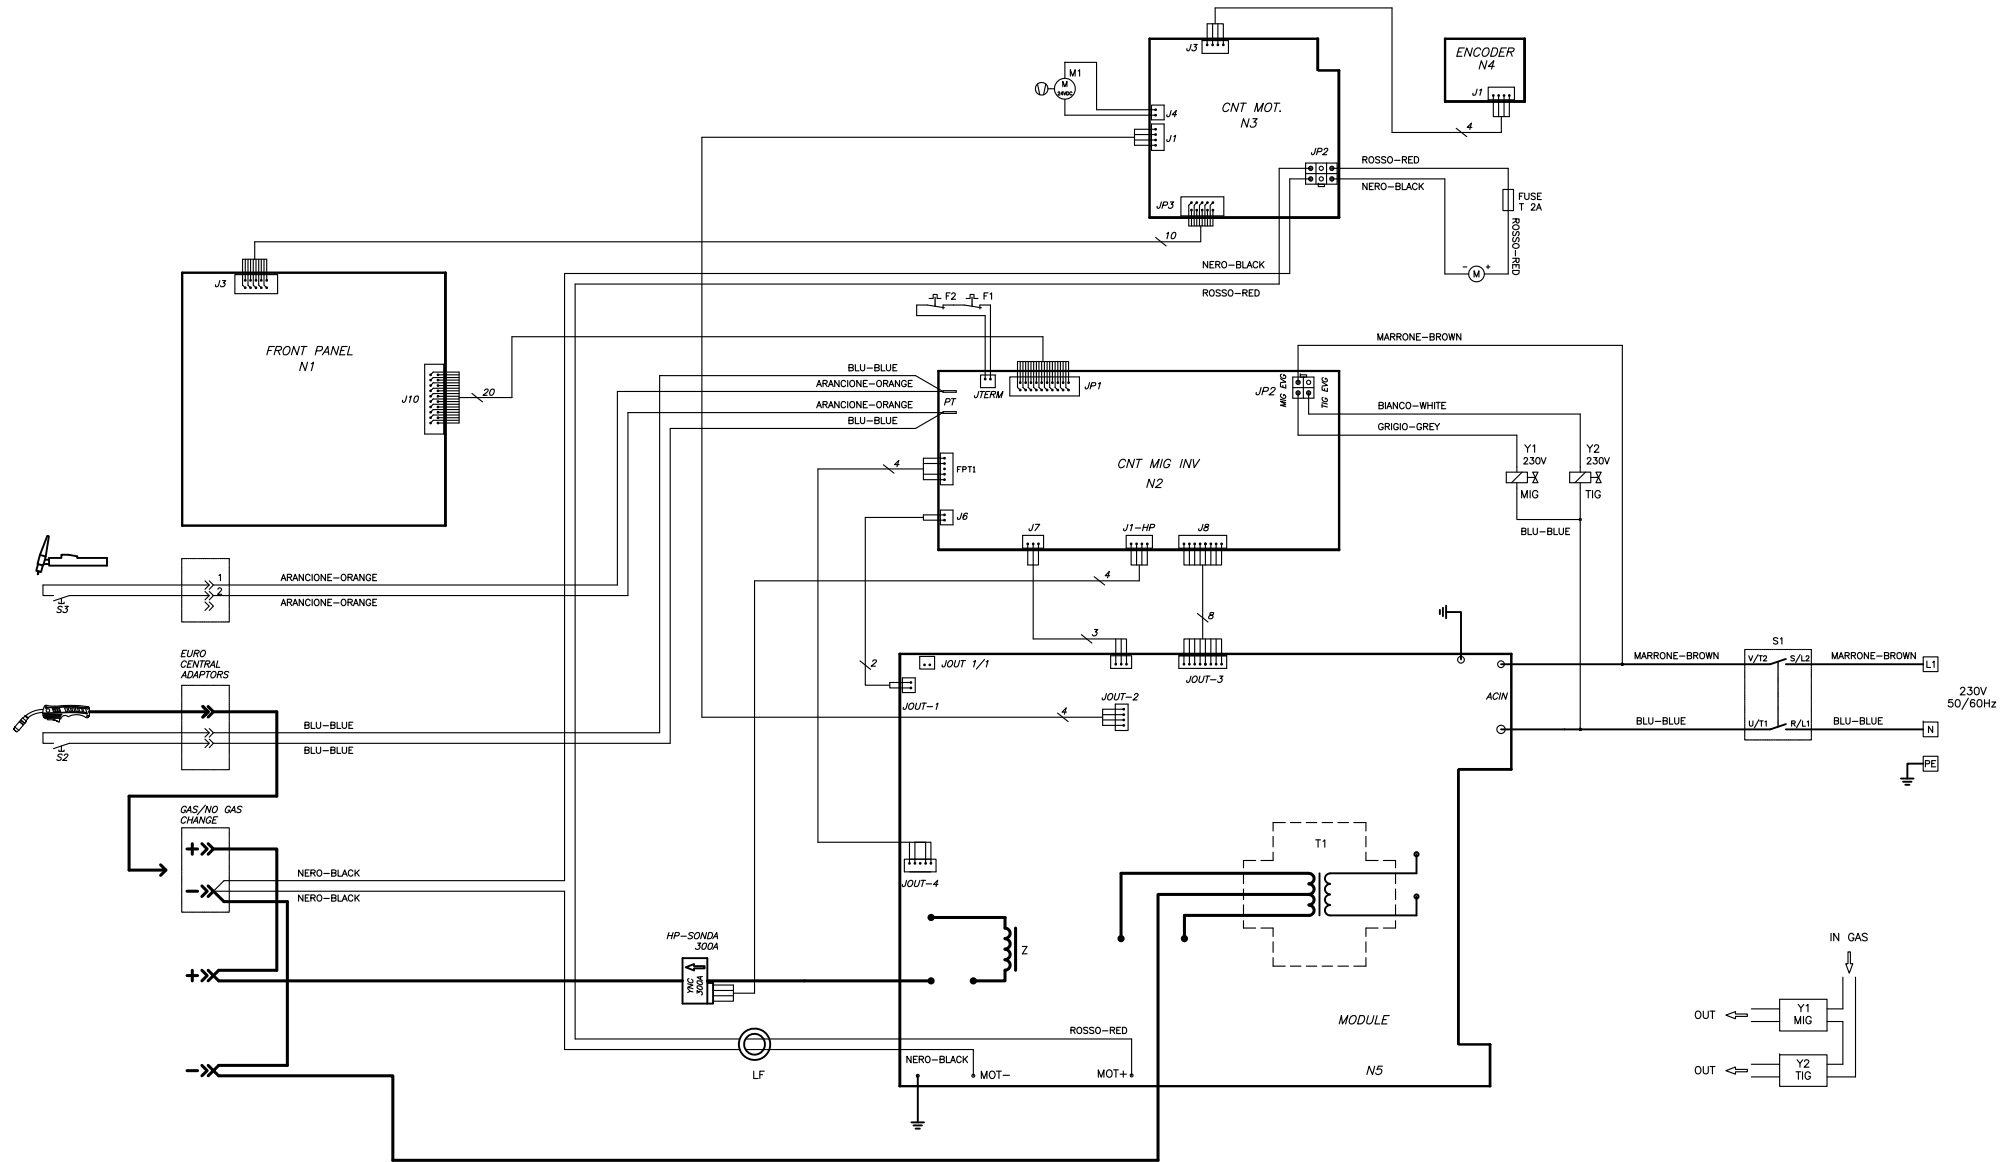 J3
ENCODER
N4
J1
M1
M
24VDC
CNT MOT.
N3
J4
J1
4
JP2
ROSSO-RED
NERO-BLACK
FUSE
T 2A
ROSSO-RED
JP3
10
NERO-BLACK
ROSSO-RED
- M +
J3
FRONT PANEL
N1
J10
20
F2
F1
BLU-BLUE
ARANCIONE-ORANGE
PT
ARANCIONE-ORANGE
BLU-BLUE
JTERM
JP1
JP2
MIG EVG
TIG EVG
MARRONE-BROWN
BIANCO-WHITE
GRIGIO-GREY
Y1
230V
MIG
Y2
230V
TIG
BLU-BLUE
4
FPT1
CNT MIG INV
N2
J6
J7
J1-HP
J8
4
3
8
2
1
2
ARANCIONE-ORANGE
ARANCIONE-ORANGE
S3
EURO
CENTRAL
ADAPTORS
BLU-BLUE
BLU-BLUE
S2
JOUT 1/1
JOUT-1
JOUT-2
4
JOUT-3
ACIN
MARRONE-BROWN
S1
V/T2
S/L2
MARRONE-BROWN
L1
230V
50/60Hz
BLU-BLUE
U/T1
R/L1
BLU-BLUE
N
PE
GAS/NO GAS
CHANGE
+
-
NERO-BLACK
NERO-BLACK
JOUT-4
T1
HP-SONDA
300A
YNC
300A
Z
+
-
LF
ROSSO-RED
NERO-BLACK
MOT-
MOT+
MODULE
N5
IN GAS
OUT
Y1
MIG
OUT
Y2
TIG